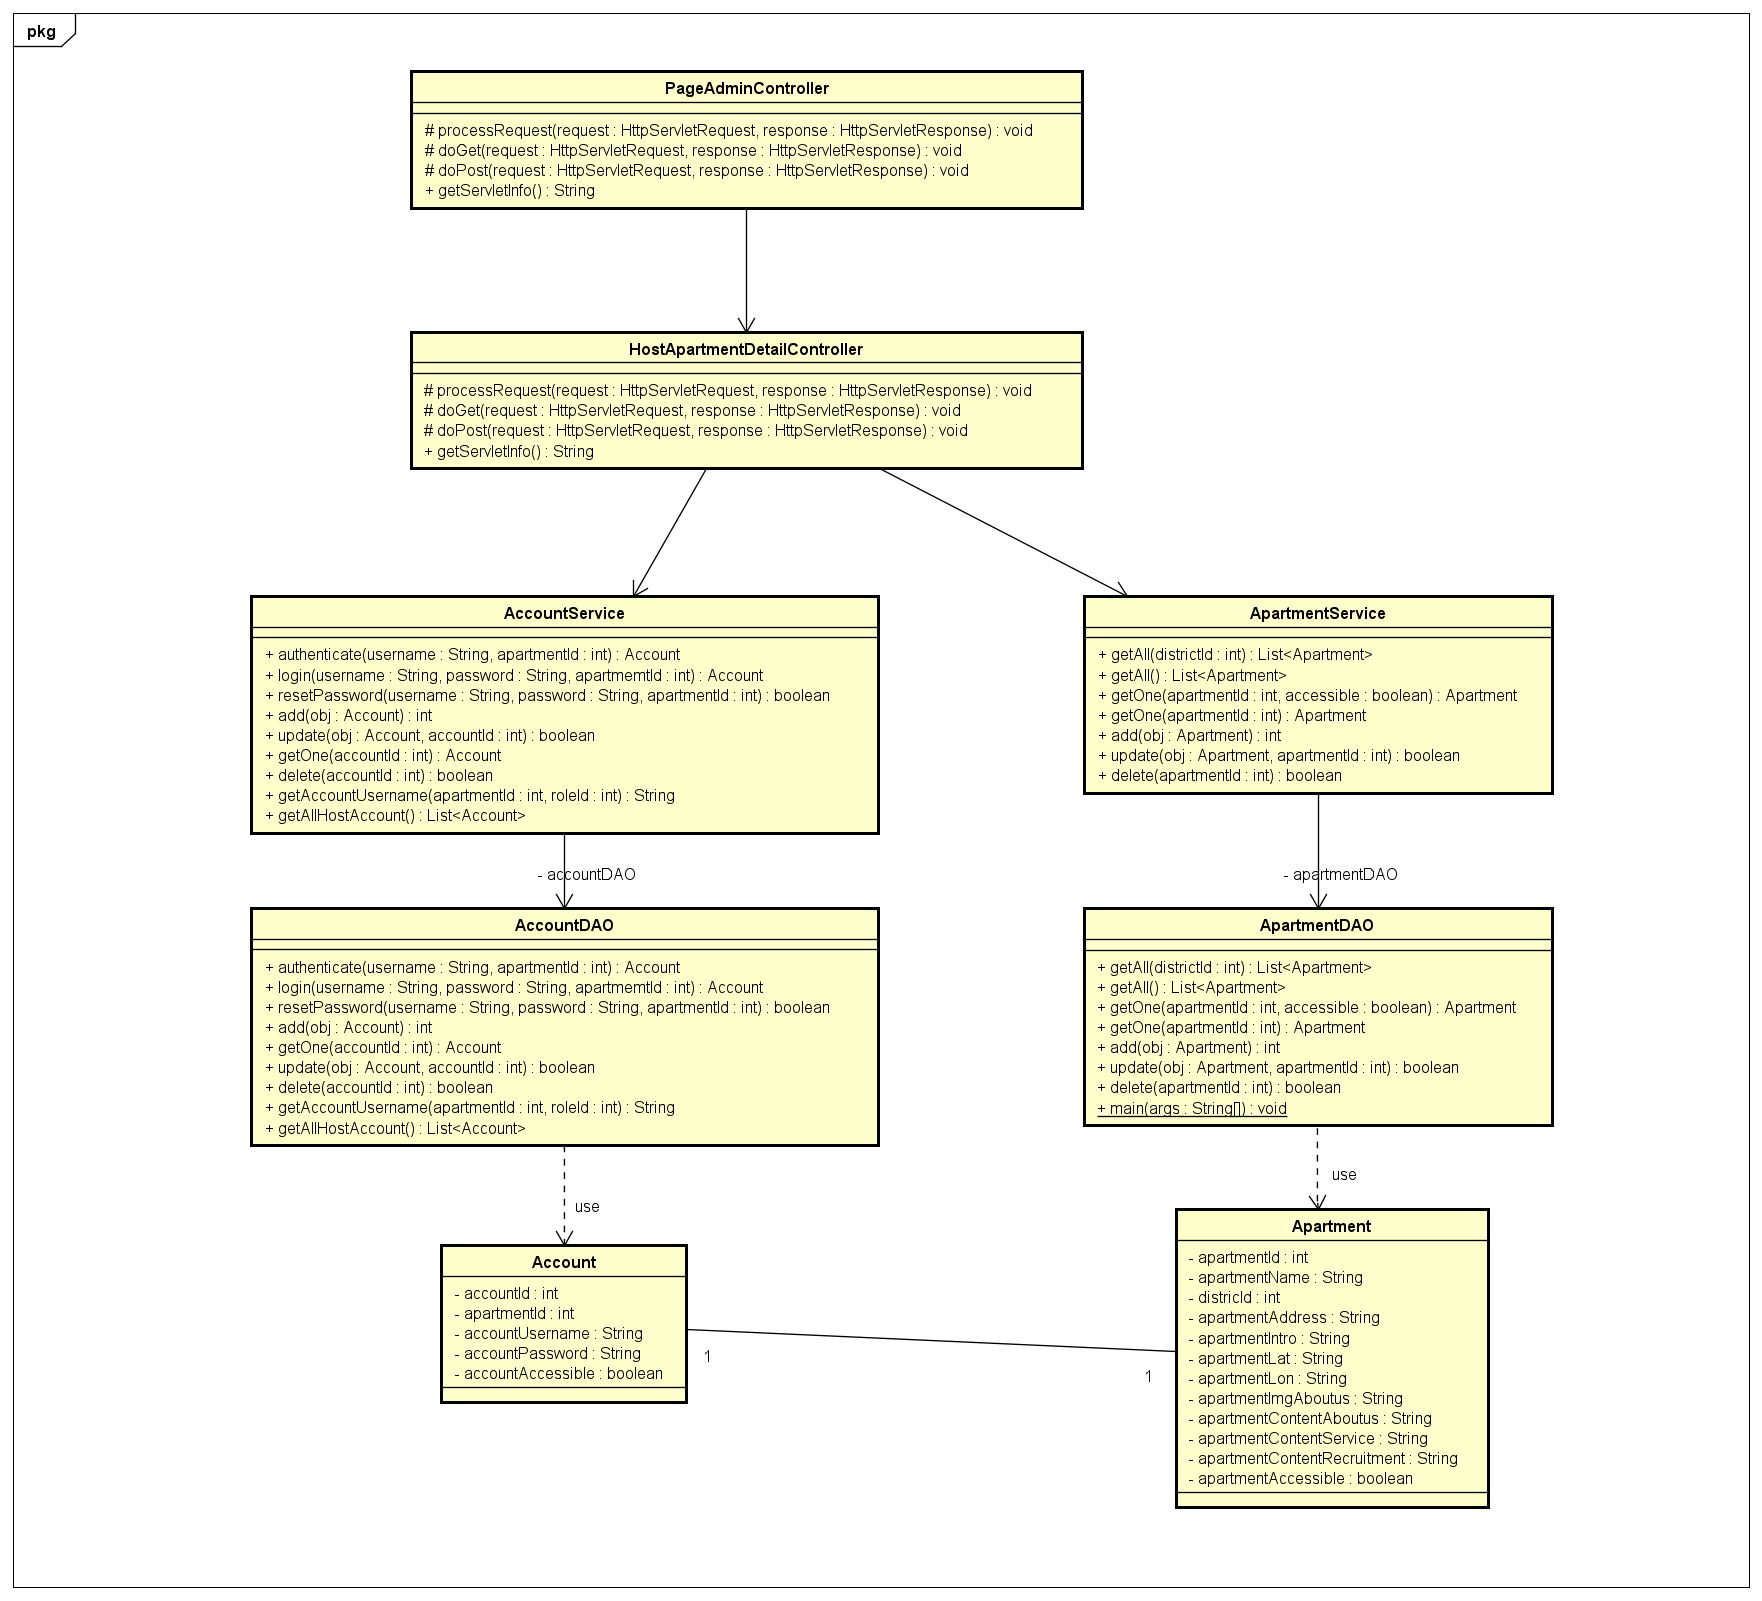 pkg
PageAdminController
# processRequest(request : HttpServletRequest, response : HttpServletResponse) : void
# doGet(request : HttpServletRequest, response : HttpServletResponse) : void
# doPost(request : HttpServletRequest, response : HttpServletResponse) : void
+ getServletInfo() : String
HostApartmentDetailController
# processRequest(request : HttpServletRequest, response : HttpServletResponse) : void
# doGet(request : HttpServletRequest, response : HttpServletResponse) : void
# doPost(request : HttpServletRequest, response : HttpServletResponse) : void
+ getServletInfo() : String
AccountService
+ authenticate(username : String, apartmentId : int) : Account
+ login(username : String, password : String, apartmemtId : int) : Account
+ resetPassword(username : String, password : String, apartmentId : int) : boolean
+ add(obj : Account) : int
+ update(obj : Account, accountId : int) : boolean
+ getOne(accountId : int) : Account
+ delete(accountId : int) : boolean
+ getAccountUsername(apartmentId : int, roleId : int) : String
+ getAllHostAccount() : List<Account>
ApartmentService
+ getAll(districtId : int) : List<Apartment>
+ getAll() : List<Apartment>
+ getOne(apartmentId : int, accessible : boolean) : Apartment
+ getOne(apartmentId : int) : Apartment
+ add(obj : Apartment) : int
+ update(obj : Apartment, apartmentId : int) : boolean
+ delete(apartmentId : int) : boolean
- accountDAO
- apartmentDAO
AccountDAO
+ authenticate(username : String, apartmentId : int) : Account
+ login(username : String, password : String, apartmemtId : int) : Account
+ resetPassword(username : String, password : String, apartmentId : int) : boolean
+ add(obj : Account) : int
+ getOne(accountId : int) : Account
+ update(obj : Account, accountId : int) : boolean
+ delete(accountId : int) : boolean
+ getAccountUsername(apartmentId : int, roleId : int) : String
+ getAllHostAccount() : List<Account>
ApartmentDAO
+ getAll(districtId : int) : List<Apartment>
+ getAll() : List<Apartment>
+ getOne(apartmentId : int, accessible : boolean) : Apartment
+ getOne(apartmentId : int) : Apartment
+ add(obj : Apartment) : int
+ update(obj : Apartment, apartmentId : int) : boolean
+ delete(apartmentId : int) : boolean
+ main(args : String[]) : void
use
use
Account
- accountId : int
- apartmentId : int
- accountUsername : String
- accountPassword : String
- accountAccessible : boolean
1
1
Apartment
- apartmentId : int
- apartmentName : String
- districId : int
- apartmentAddress : String
- apartmentIntro : String
- apartmentLat : String
- apartmentLon : String
- apartmentImgAboutus : String
- apartmentContentAboutus : String
- apartmentContentService : String
- apartmentContentRecruitment : String
- apartmentAccessible : boolean